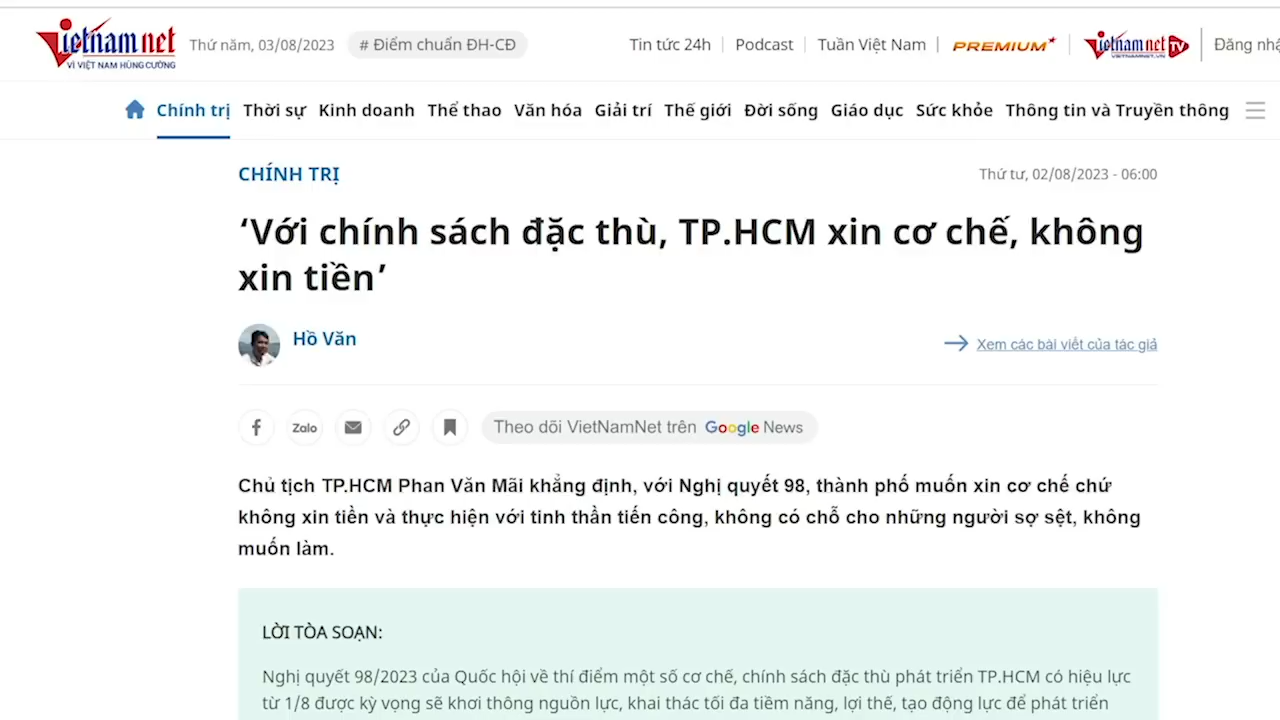 Vietnamnet
VÌ VIỆT NAM HÙNG CƯỜNG
Thứ năm, 03/08/2023
# Điểm chuẩn ĐH-CĐ
Tin tức 24h
Podcast
Tuần Việt Nam
PREMIUM
Vietnamnet TV
VIETNAMNET.VN
Đăng nhậ
Chính trị Thời sự Kinh doanh Thể thao Văn hóa Giải trí Thế giới Đời sống Giáo dục Sức khỏe Thông tin và Truyền thông
CHÍNH TRỊ
Thứ tư, 02/08/2023 - 06:00
‘Với chính sách đặc thù, TP.HCM xin cơ chế, không
xin tiền’
Hồ Văn
Xem các bài viết của tác giả
f
Zalo
Theo dõi VietNamNet trên Google News
Chủ tịch TP.HCM Phan Văn Mãi khẳng định, với Nghị quyết 98, thành phố muốn xin cơ chế chứ
không xin tiền và thực hiện với tinh thần tiến công, không có chỗ cho những người sợ sệt, không
muốn làm.
LỜI TÒA SOẠN:
Nghị quyết 98/2023 của Quốc hội về thí điểm một số cơ chế, chính sách đặc thù phát triển TP.HCM có hiệu lực
từ 1/8 được kỳ vọng sẽ khơi thông nguồn lực, khai thác tối đa tiềm năng, lợi thế, tạo động lực để phát triển